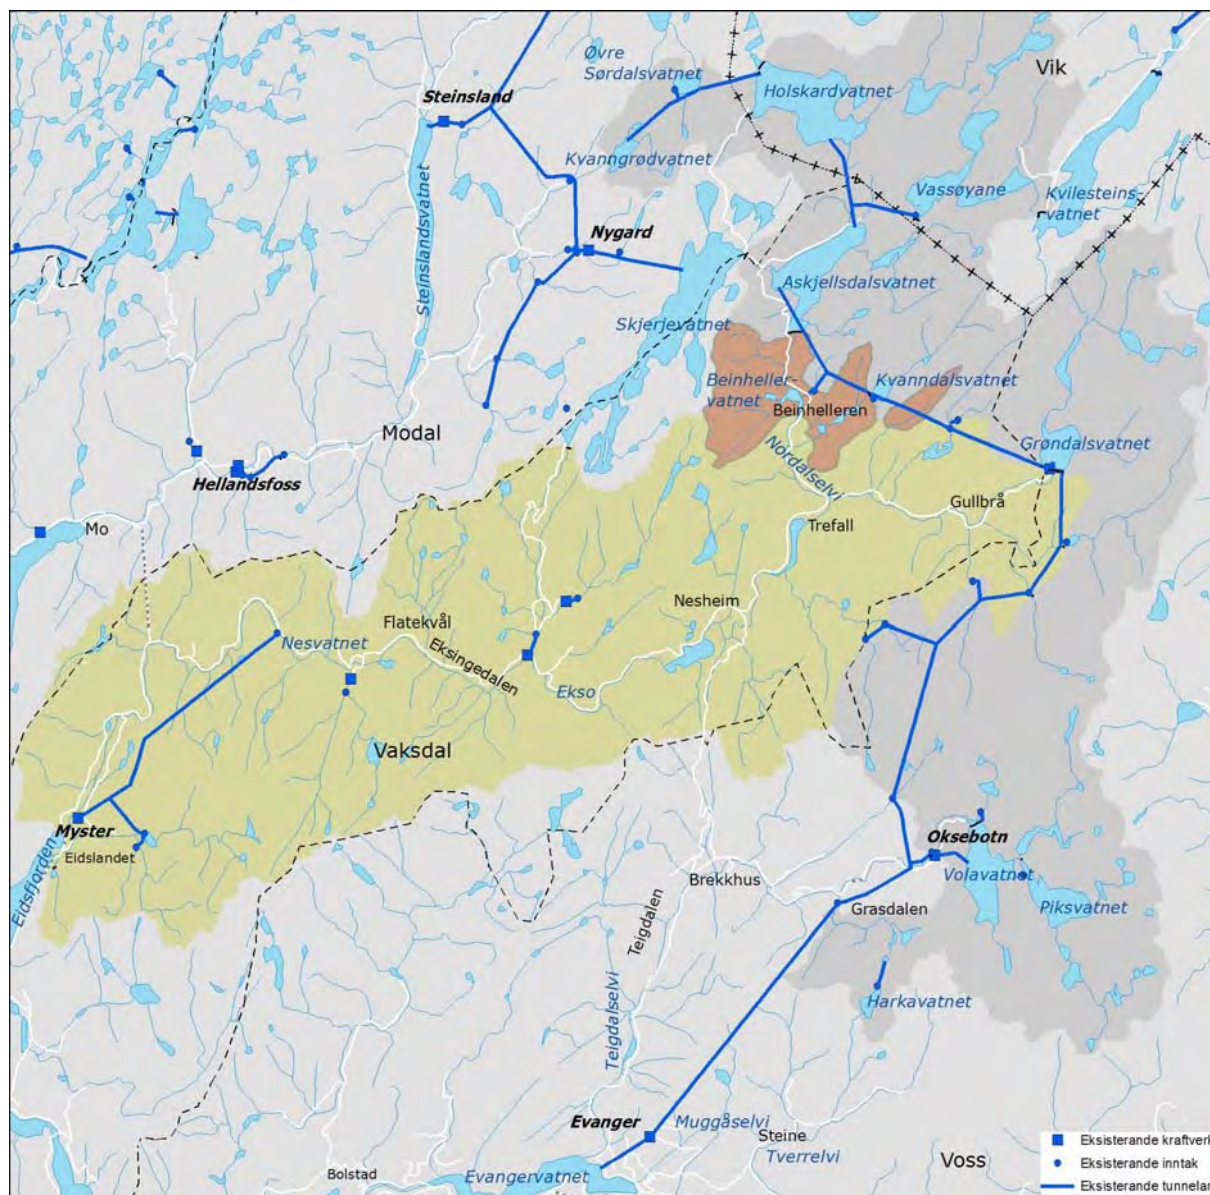 Øvre
Sørdalsvatnet
Vik
Holskardvatnet
Steinsland
Kvanngrødvatnet
Vassøyane
Kvilesteins-
vatnet
Nygard
Steinslandsvatnet
Askjellsdalsvatnet
Skjerjevatnet
Beinheller-
vatnet
Kvanndalsvatnet
Beinhelleren
Modal
Grøndalsvatnet
Nordalselvi
Hellandsfoss
Gullbrå
Mo
Trefall
Nesheim
Flatekvål
Nesvatnet
Eksingedalen
Ekso
Vaksdal
Myster
Eidslandet
Eidsfjorden
Oksebotn
Volavatnet
Brekkhus
Grasdalen
Piksvatnet
Teigdalen
Harkavatnet
Teigdalselvi
Evanger
Muggåselvi
Steine
Tverrelvi
Voss
Bolstad
Evangervatnet
Eksisterande kraftverk
Eksisterande inntak
Eksisterande tunnelar